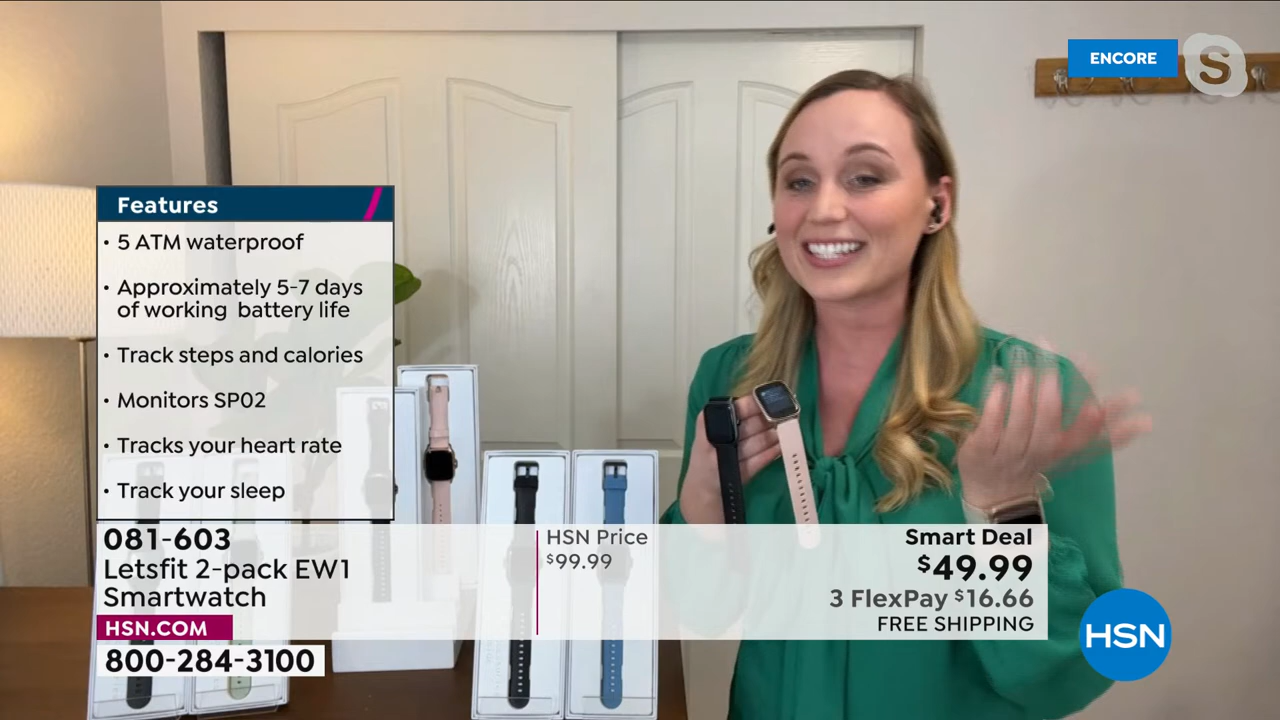 ENCORE
S
Features
• 5 ATM waterproof
• Approximately 5-7 days
of working battery life
• Track steps and calories
• Monitors SP02
• Tracks your heart rate
• Track your sleep
081-603
Letsfit 2-pack EW1
Smartwatch
HSN.COM
800-284-3100
HSN Price
$99.99
Smart Deal
$49.99
3 FlexPay $16.66
FREE SHIPPING
HSN